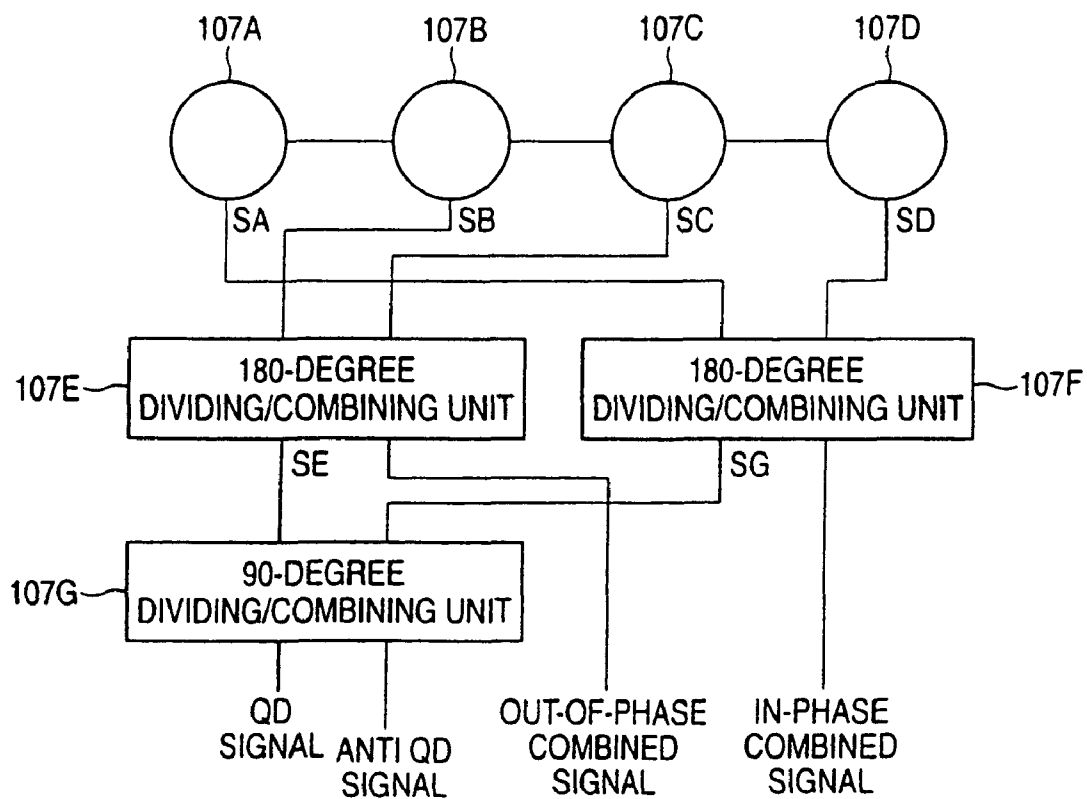 107A
107B
107C
107D
SA
SB
SC
SD
107E
180-DEGREE
DIVIDING/COMBINING UNIT
180-DEGREE
DIVIDING/COMBINING UNIT
107F
SE
SG
107G
90-DEGREE
DIVIDING/COMBINING UNIT
QD
SIGNAL
ANTI QD
SIGNAL
OUT-OF-PHASE
COMBINED
SIGNAL
IN-PHASE
COMBINED
SIGNAL